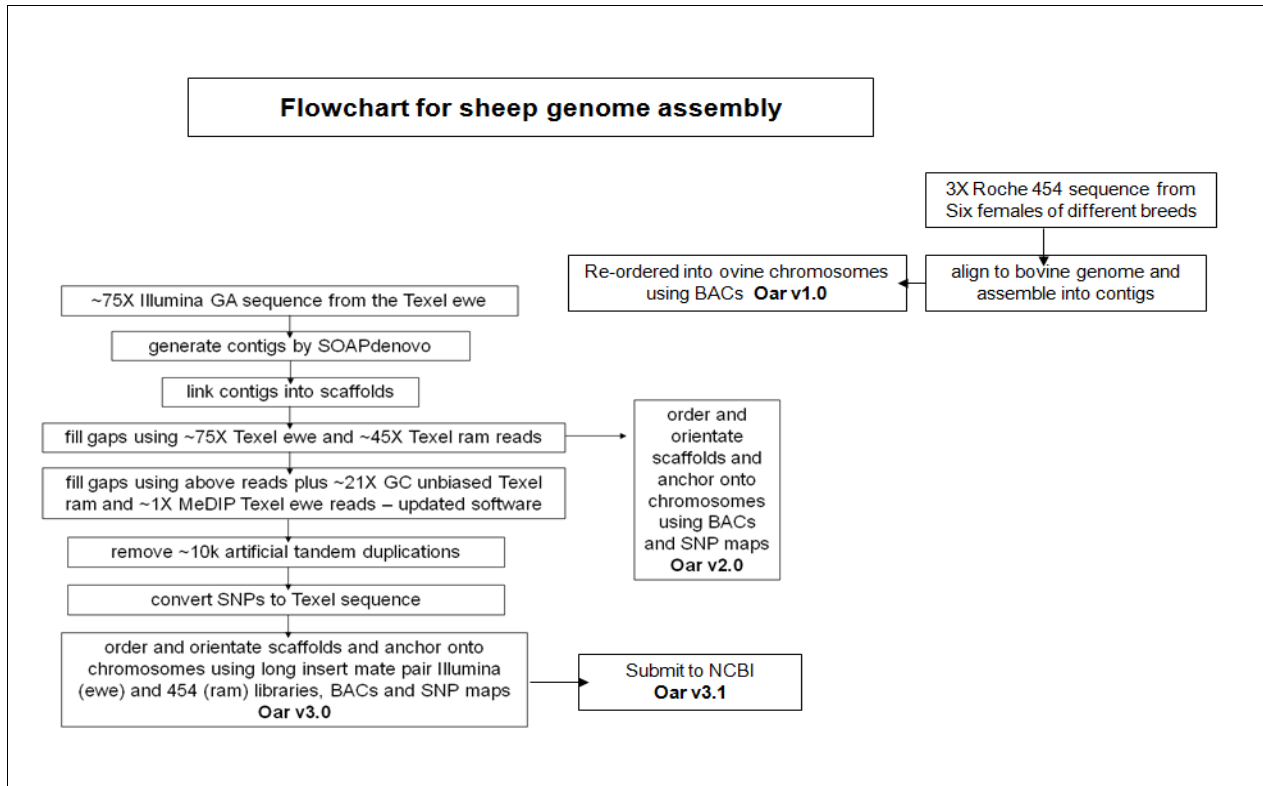 Flowchart for sheep genome assembly
3X Roche 454 sequence from
Six females of different breeds
align to bovine genome and
assemble into contigs
Re-ordered into ovine chromosomes
using BACs Oar v1.0
~75X Illumina GA sequence from the Texel ewe
generate contigs by SOAPdenovo
link contigs into scaffolds
fill gaps using ~75X Texel ewe and ~45X Texel ram reads
order and
orientate
scaffolds and
anchor onto
chromosomes
using BACs
and SNP maps
Oar v2.0
fill gaps using above reads plus ~21X GC unbiased Texel
ram and ~1X MeDIP Texel ewe reads – updated software
remove ~10k artificial tandem duplications
convert SNPs to Texel sequence
order and orientate scaffolds and anchor onto
chromosomes using long insert mate pair Illumina
(ewe) and 454 (ram) libraries, BACs and SNP maps
Oar v3.0
Submit to NCBI
Oar v3.1